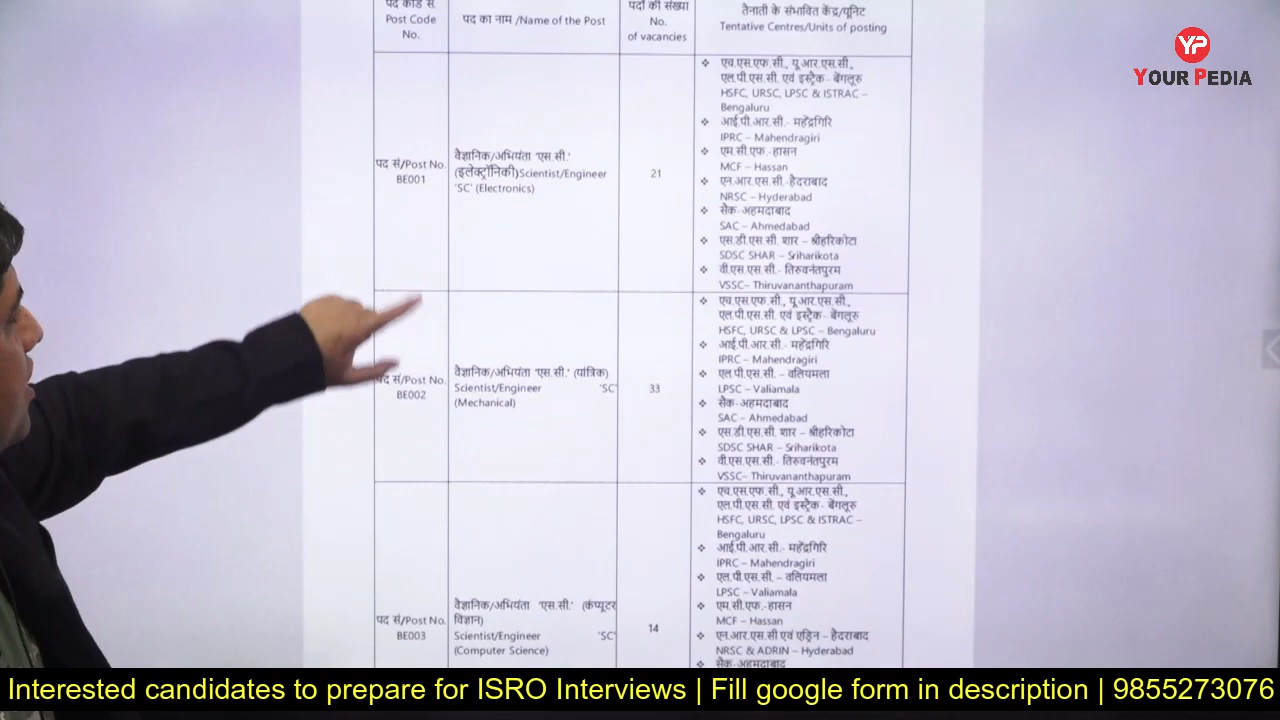 पद कोड सं.
Post Code
No.
पद का नाम /Name of the Post
पदों की संख्या
No.
of vacancies
तैनाती के संभावित केंद्र/यूनिट
Tentative Centres/Units of posting
YP
YOUR PEDIA
पद सं/Post No.
BE001
वैज्ञानिक/अभियंता 'एस.सी.'
(इलेक्ट्रॉनिकी)Scientist/Engineer
'SC' (Electronics)
21
❖ एच.एस.एफ.सी., यू.आर.एस.सी.,
एल.पी.एस.सी. एवं इस्ट्रैक- बेंगलूरु
HSFC, URSC, LPSC & ISTRAC –
Bengaluru
❖ आई.पी.आर.सी.- महेंद्रगिरि
IPRC – Mahendragiri
❖ एम.सी.एफ.-हासन
MCF – Hassan
❖ एन.आर.एस.सी.-हैदराबाद
NRSC – Hyderabad
❖ सैक-अहमदाबाद
SAC – Ahmedabad
❖ एस.डी.एस.सी. शार – श्रीहरिकोटा
SDSC SHAR – Sriharikota
❖ वी.एस.एस.सी.- तिरुवनंतपुरम
VSSC– Thiruvananthapuram
पद सं/Post No.
BE002
वैज्ञानिक/अभियंता 'एस.सी.' (यांत्रिक)
Scientist/Engineer 'SC'
(Mechanical)
33
❖ एच.एस.एफ.सी., यू.आर.एस.सी.,
एल.पी.एस.सी. एवं इस्ट्रैक- बेंगलूरु
HSFC, URSC & LPSC – Bengaluru
❖ आई.पी.आर.सी.- महेंद्रगिरि
IPRC – Mahendragiri
❖ एल.पी.एस.सी. – वलियमला
LPSC – Valiamala
❖ सैक-अहमदाबाद
SAC – Ahmedabad
❖ एस.डी.एस.सी. शार – श्रीहरिकोटा
SDSC SHAR – Sriharikota
❖ वी.एस.एस.सी.- तिरुवनंतपुरम
VSSC– Thiruvananthapuram
पद सं/Post No.
BE003
वैज्ञानिक/अभियंता 'एस.सी.' (कंप्यूटर
विज्ञान)
Scientist/Engineer 'SC'
(Computer Science)
14
❖ एच.एस.एफ.सी., यू.आर.एस.सी.,
एल.पी.एस.सी. एवं इस्ट्रैक- बेंगलूरु
HSFC, URSC, LPSC & ISTRAC –
Bengaluru
❖ आई.पी.आर.सी.- महेंद्रगिरि
IPRC – Mahendragiri
❖ एल.पी.एस.सी. – वलियमला
LPSC – Valiamala
❖ एम.सी.एफ.-हासन
MCF – Hassan
❖ एन.आर.एस.सी एवं एड्रिन – हैदराबाद
NRSC & ADRIN – Hyderabad
❖ सैक-अहमदाबाद
Interested candidates to prepare for ISRO Interviews | Fill google form in description | 9855273076